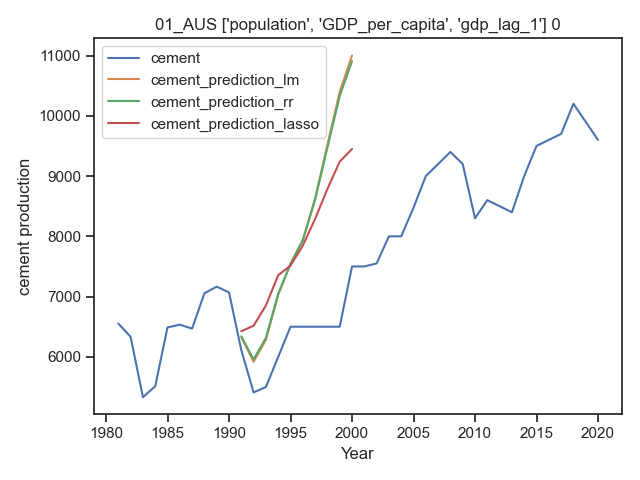 01_AUS ['population', 'GDP_per_capita', 'gdp_lag_1'] 0
cement
cement_prediction_lm
cement_prediction_rr
cement_prediction_lasso
cement production
11000
10000
9000
8000
7000
6000
1980 1985 1990 1995 2000 2005 2010 2015 2020
Year